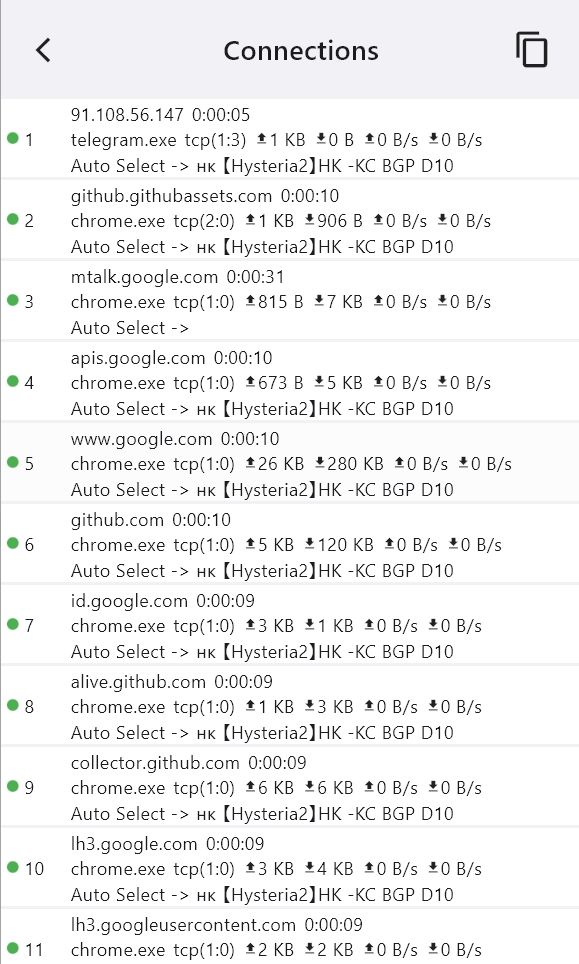 Connections
91.108.56.147 0:00:05
1 telegram.exe tcp(1:3) 1 KB 0 B 0 B/s 0 B/s
Auto Select -> HK【Hysteria2】HK -KC BGP D10
github.githubassets.com 0:00:10
2 chrome.exe tcp(2:0) 1 KB 906 B 0 B/s 0 B/s
Auto Select -> HK【Hysteria2】HK -KC BGP D10
mtalk.google.com 0:00:31
3 chrome.exe tcp(1:0) 815 B 7 KB 0 B/s 0 B/s
Auto Select ->
apis.google.com 0:00:10
4 chrome.exe tcp(1:0) 673 B 5 KB 0 B/s 0 B/s
Auto Select -> HK【Hysteria2】HK -KC BGP D10
www.google.com 0:00:10
5 chrome.exe tcp(1:0) 26 KB 280 KB 0 B/s 0 B/s
Auto Select -> HK【Hysteria2】HK -KC BGP D10
github.com 0:00:10
6 chrome.exe tcp(1:0) 5 KB 120 KB 0 B/s 0 B/s
Auto Select -> HK【Hysteria2】HK -KC BGP D10
id.google.com 0:00:09
7 chrome.exe tcp(1:0) 3 KB 1 KB 0 B/s 0 B/s
Auto Select -> HK【Hysteria2】HK -KC BGP D10
alive.github.com 0:00:09
8 chrome.exe tcp(1:0) 1 KB 3 KB 0 B/s 0 B/s
Auto Select -> HK【Hysteria2】HK -KC BGP D10
collector.github.com 0:00:09
9 chrome.exe tcp(1:0) 6 KB 6 KB 0 B/s 0 B/s
Auto Select -> HK【Hysteria2】HK -KC BGP D10
lh3.google.com 0:00:09
10 chrome.exe tcp(1:0) 3 KB 4 KB 0 B/s 0 B/s
Auto Select -> HK【Hysteria2】HK -KC BGP D10
lh3.googleusercontent.com 0:00:09
11 chrome.exe tcp(1:0) 2 KB 2 KB 0 B/s 0 B/s